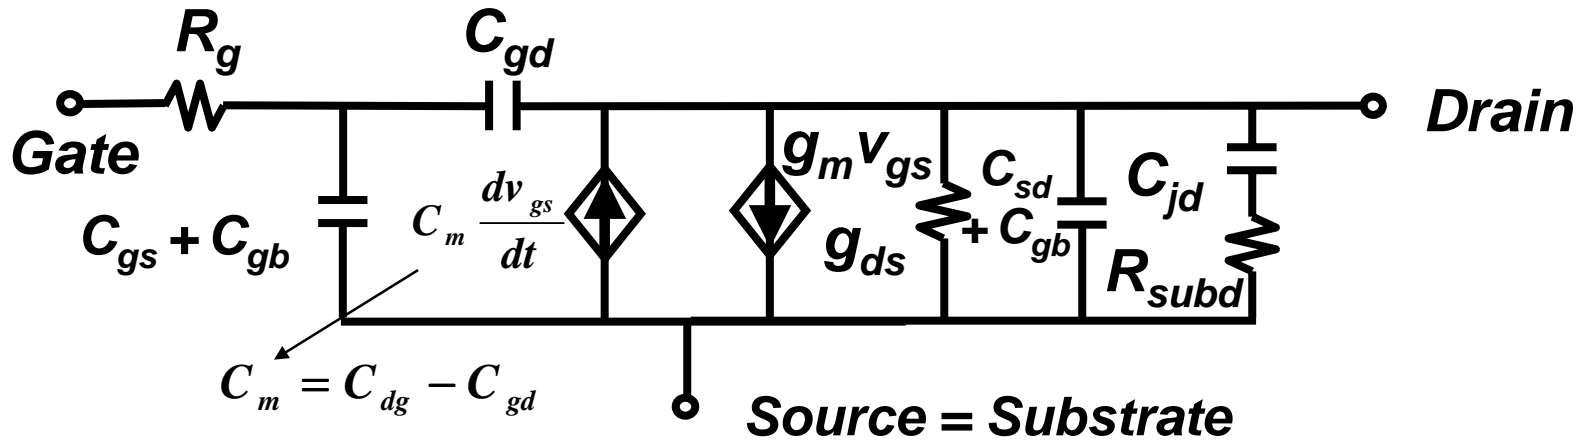 R_g
C_gd
Gate
Drain
g_m v_gs
C_sd
+ C_gb
C_jd
C_gs + C_gb
C_m dv_gs/dt
g_ds
R_subd
C_m = C_dg − C_gd
Source = Substrate